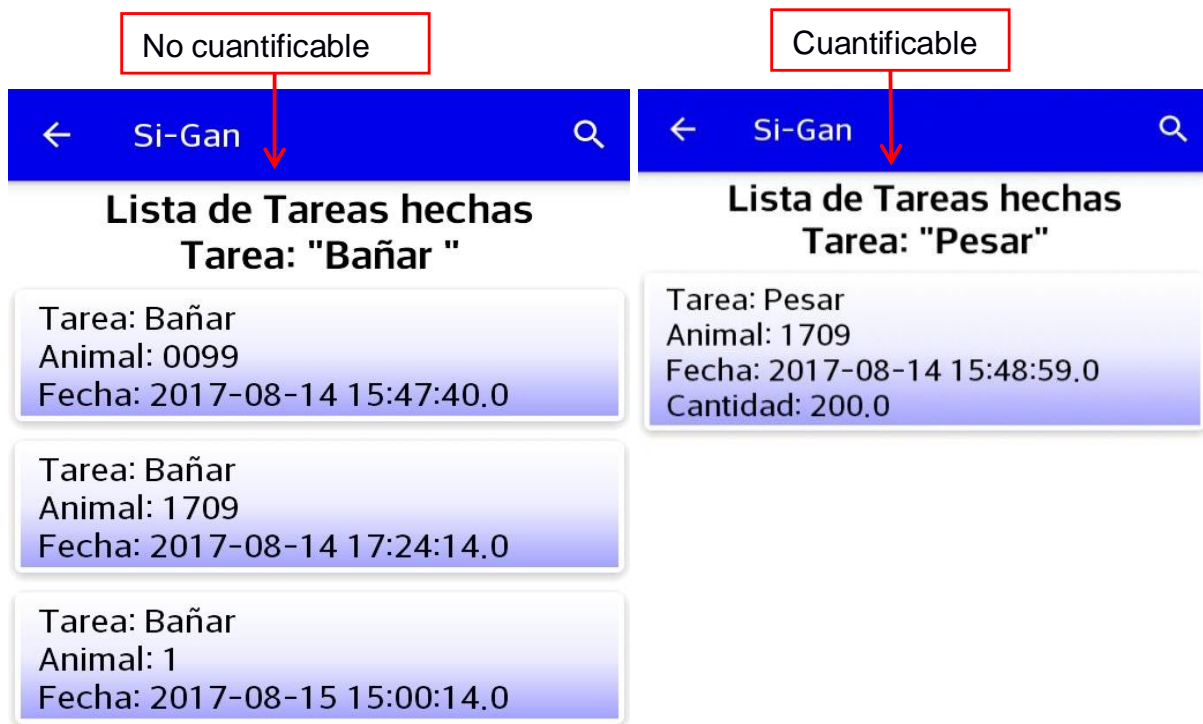 No cuantificable
Cuantificable
Si-Gan
Lista de Tareas hechas
Tarea: "Bañar "
Tarea: Bañar
Animal: 0099
Fecha: 2017-08-14 15:47:40.0
Tarea: Bañar
Animal: 1709
Fecha: 2017-08-14 17:24:14.0
Tarea: Bañar
Animal: 1
Fecha: 2017-08-15 15:00:14.0
Si-Gan
Lista de Tareas hechas
Tarea: "Pesar"
Tarea: Pesar
Animal: 1709
Fecha: 2017-08-14 15:48:59.0
Cantidad: 200.0